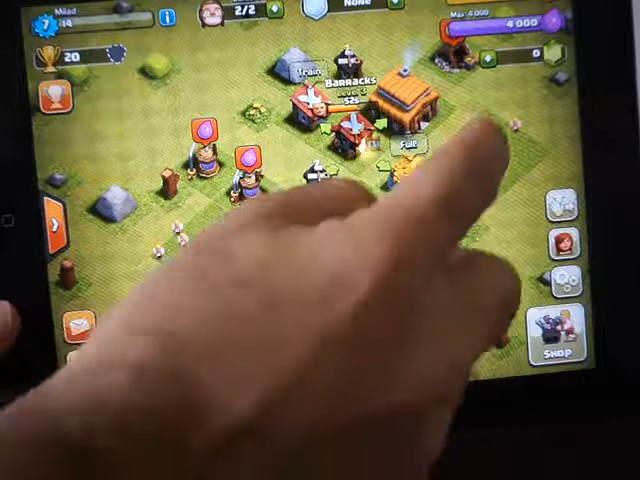 Milad
7
14
2/2
None
Max: 4,000
4 000
20
0
Train
Barracks
Level 3
52s
Full!
Shop